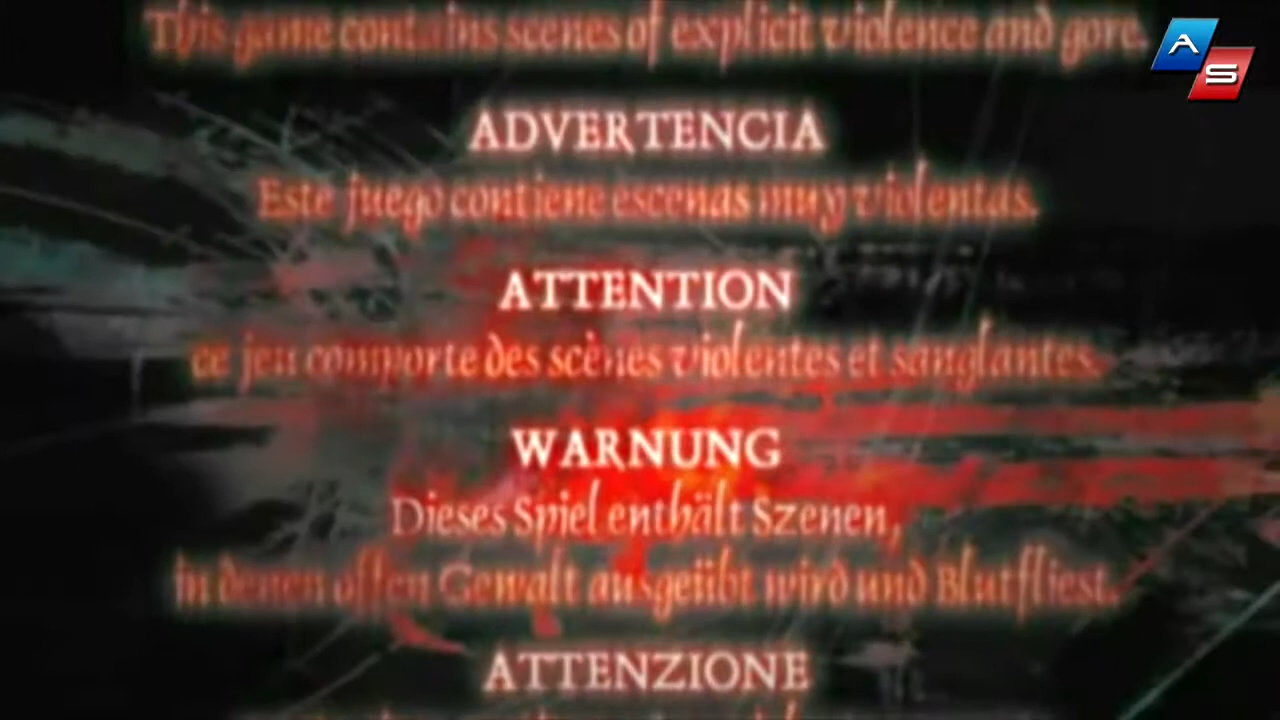 This game contains scenes of explicit violence and gore.
A
S
ADVERTENCIA
Este juego contiene escenas muy violentas.
ATTENTION
ce jeu comporte des scènes violentes et sanglantes.
WARNUNG
Dieses Spiel enthält Szenen,
in denen offen Gewalt ausgeübt wird und Blut fliest.
ATTENZIONE